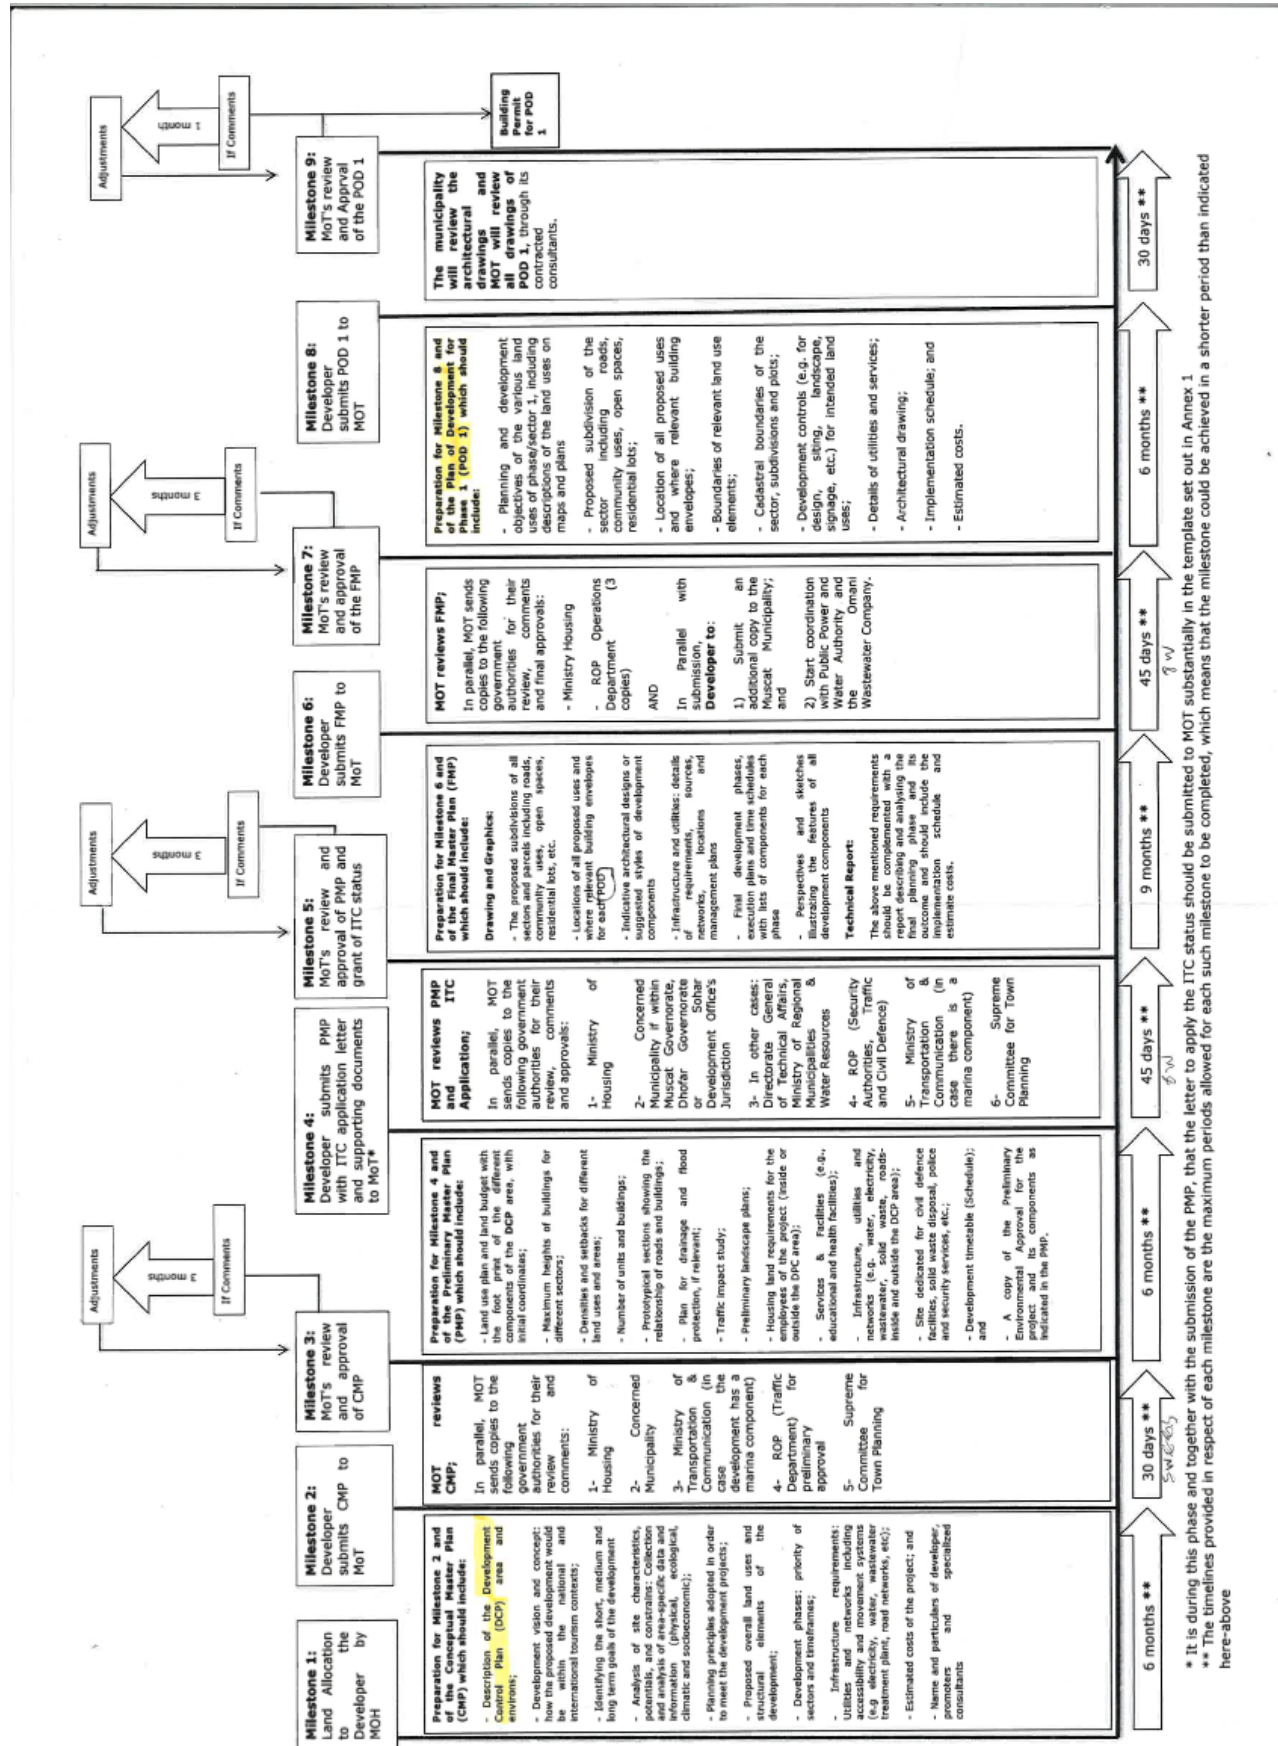 Milestone 1:
Land Allocation
to the
Developer by
MOH
Milestone 2:
Developer
submits CMP to
MoT
Milestone 3:
MoT's review
and approval
of CMP
Adjustments
3 months
If Comments
Milestone 4:
Developer submits PMP
with ITC application letter
and supporting documents
to MoT*
Milestone 5:
MoT's review and
approval of PMP and
grant of ITC status
Adjustments
3 months
If Comments
Milestone 6:
Developer
submits FMP to
MoT
Milestone 7:
MoT's review
and approval
of the FMP
Adjustments
3 months
If Comments
Milestone 8:
Developer
submits POD 1 to
MOT
Milestone 9:
MoT's review
and Apprval
of the POD 1
Adjustments
1 month
If Comments
Building
Permit
for POD
1
Preparation for Milestone 2 and
of the Conceptual Master Plan
(CMP) which should include:
- Description of the Development
Control Plan (DCP) area and
environs;
- Development vision and concept:
how the proposed development would
be within the national and
international tourism contexts;
- Identifying the short, medium and
long term goals of the development
- Analysis of site characteristics,
potentials, and constrains: Collection
and analysis of area-specific data and
information (physical, ecological,
climatic and socioeconomic);
- Planning principles adopted in order
to meet the development projects;
- Proposed overall land uses and
structural elements of the
development;
- Development phases: priority of
sectors and timeframes;
- Infrastructure requirements:
Utilities and networks including
accessibility and movement systems
(e.g electricity, water, wastewater
treatment plant, road networks, etc);
- Estimated costs of the project; and
- Name and particulars of developer,
promoters and specialized
consultants
MOT reviews
CMP;
In parallel, MOT
sends copies to the
following
government
authorities for their
review and
comments:
1- Ministry of
Housing
2- Concerned
Municipality
3- Ministry of
Transportation &
Communication (in
case the
development has a
marina component)
4- ROP (Traffic
Department) for
preliminary
approval
5- Supreme
Committee for
Town Planning
Preparation for Milestone 4 and
of the Preliminary Master Plan
(PMP) which should include:
- Land use plan and land budget with
the foot print of the different
components of the DCP area, with
initial coordinates;
- Maximum heights of buildings for
different sectors;
- Densities and setbacks for different
land uses and areas;
- Number of units and buildings;
- Prototypical sections showing the
relationship of roads and buildings;
- Plan for drainage and flood
protection, if relevant;
- Traffic impact study;
- Preliminary landscape plans;
- Housing land requirements for the
employees of the project (inside or
outside the DPC area);
- Services & Facilities (e.g.,
educational and health facilities);
- Infrastructure, utilities and
networks (e.g. water, electricity,
wastewater, solid waste, roads-
inside and outside the DCP area);
- Site dedicated for civil defence
facilities, solid waste disposal, police
and security services, etc.;
- Development timetable (Schedule);
and
- A copy of the Preliminary
Environmental Approval for the
project and its components as
indicated in the PMP.
MOT reviews PMP
and ITC
Application;
In parallel, MOT
sends copies to the
following government
authorities for their
review, comments
and approvals:
1- Ministry of
Housing
2- Concerned
Municipality if within
Muscat Governorate,
Dhofar Governorate
or Sohar
Development Office's
Jurisdiction
3- In other cases:
Directorate General
of Technical Affairs,
Ministry of Regional
Municipalities &
Water Resources
4- ROP (Security
Authorities, Traffic
and Civil Defence)
5- Ministry of
Transportation &
Communication (in
case there is a
marina component)
6- Supreme
Committee for Town
Planning
Preparation for Milestone 6 and
of the Final Master Plan (FMP)
which should include:
Drawing and Graphics:
- The proposed subdivisions of all
sectors and parcels including roads,
community uses, open spaces,
residential lots, etc.
- Locations of all proposed uses and
where relevant building envelopes
for each POD
- Indicative architectural designs or
suggested styles of development
components
- Infrastructure and utilities: details
of requirements, sources,
networks, locations and
management plans
- Final development phases,
execution plans and time schedules
with lists of components for each
phase
- Perspectives and sketches
illustrating the features of all
development components
Technical Report:
The above mentioned requirements
should be complemented with a
report describing and analysing the
final planning phase and its
outcome and should include the
implementation schedule and
estimate costs.
MOT reviews FMP;
In parallel, MOT sends
copies to the following
government
authorities for their
review, comments
and final approvals:
- Ministry Housing
- ROP Operations
Department (3
copies)
AND
In Parallel with
submission,
Developer to:
1) Submit an
additional copy to the
Muscat Municipality;
and
2) Start coordination
with Public Power and
Water Authority and
the Omani
Wastewater Company.
Preparation for Milestone 8 and
of the Plan of Development for
Phase 1 (POD 1) which should
include:
- Planning and development
objectives of the various land
uses of phase/sector 1, including
descriptions of the land uses on
maps and plans
- Proposed subdivision of the
sector including roads,
community uses, open spaces,
residential lots;
- Location of all proposed uses
and where relevant building
envelopes;
- Boundaries of relevant land use
elements;
- Cadastral boundaries of the
sector, subdivisions and plots;
- Development controls (e.g. for
design, siting, landscape,
signage, etc.) for intended land
uses;
- Details of utilities and services;
- Architectural drawing;
- Implementation schedule; and
- Estimated costs.
The municipality
will review the
architectural
drawings and
MOT will review
all drawings of
POD 1, through its
contracted
consultants.
6 months **
30 days **
6 months **
45 days **
8W
9 months **
45 days **
8W
6 months **
30 days **
* It is during this phase and together with the submission of the PMP, that the letter to apply the ITC status should be submitted to MOT substantially in the template set out in Annex 1
** The timelines provided in respect of each milestone are the maximum periods allowed for each such milestone to be completed, which means that the milestone could be achieved in a shorter period than indicated
here-above